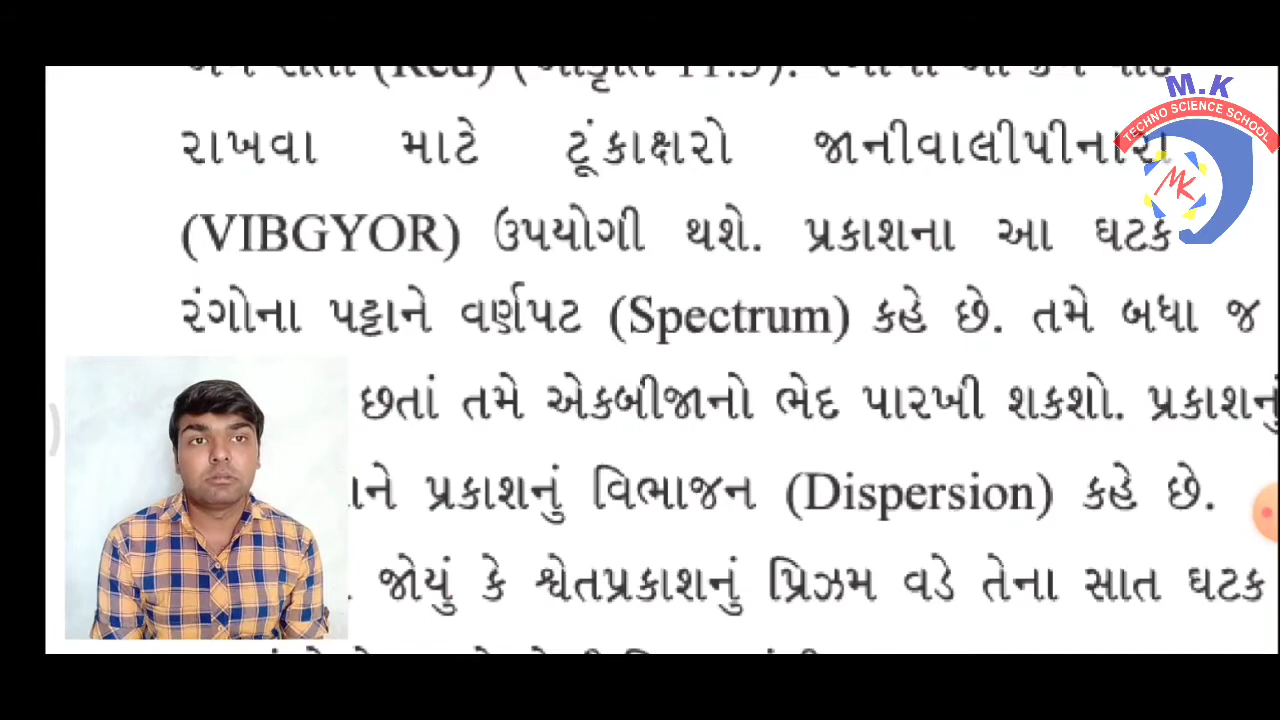 (Red)
M.K
TECHNO SCIENCE SCHOOL
MK
રાખવા માટે ટૂંકાક્ષરો જાનીવાલીપીનારા
(VIBGYOR) ઉપયોગી થશે. પ્રકાશના આ ઘટક
રંગોના પટ્ટાને વર્ણપટ (Spectrum) કહે છે. તમે બધા જ
છતાં તમે એકબીજાનો ભેદ પારખી શકશો. પ્રકાશનું
પ્રકાશનું વિભાજન (Dispersion) કહે છે.
જોયું કે શ્વેતપ્રકાશનું પ્રિઝમ વડે તેના સાત ઘટક